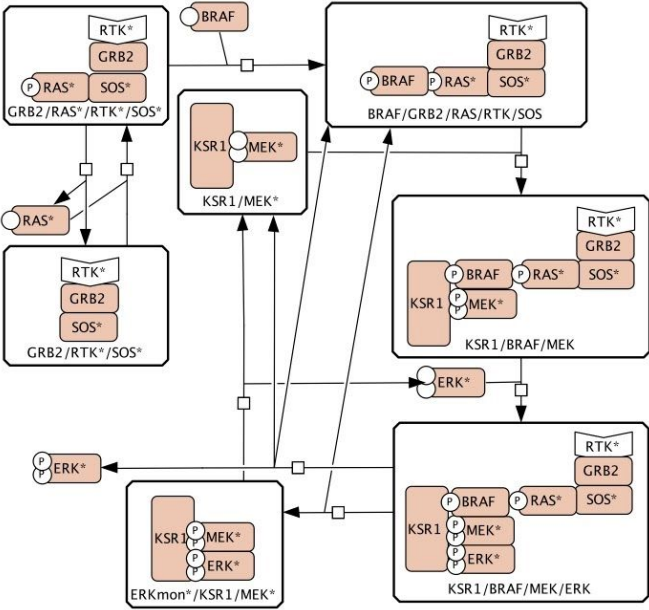 RTK*
GRB2
P RAS* SOS*
GRB2/RAS*/RTK*/SOS*
BRAF
RTK*
GRB2
P BRAF P RAS* SOS*
BRAF/GRB2/RAS/RTK/SOS
KSR1 MEK*
KSR1/MEK*
RAS*
RTK*
GRB2
SOS*
GRB2/RTK*/SOS*
RTK*
GRB2
P BRAF P RAS* SOS*
KSR1
P
P MEK*
KSR1/BRAF/MEK
ERK*
P
P ERK*
RTK*
GRB2
P BRAF P RAS* SOS*
KSR1
P
P MEK*
P
P ERK*
KSR1/BRAF/MEK/ERK
KSR1
P
P MEK*
P
P ERK*
ERKmon*/KSR1/MEK*